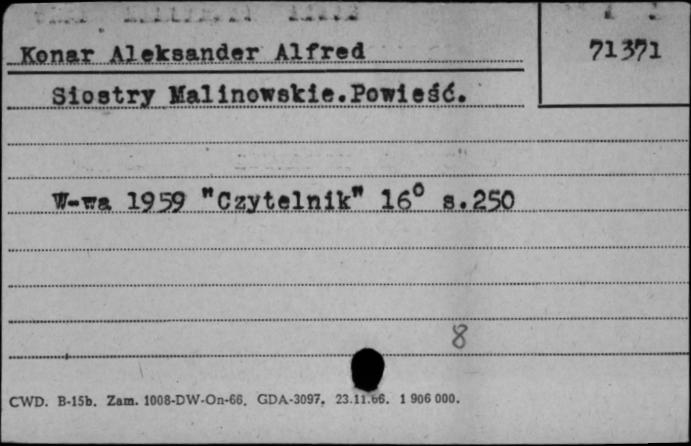 Konar Aleksander Alfred
71371
Siostry Malinowskie.Powieść.
W-wa 1959 "Czytelnik" 16° s.250
8
CWD. B-15b. Zam. 1008-DW-On-66. GDA-3097. 23.11.66. 1 906 000.